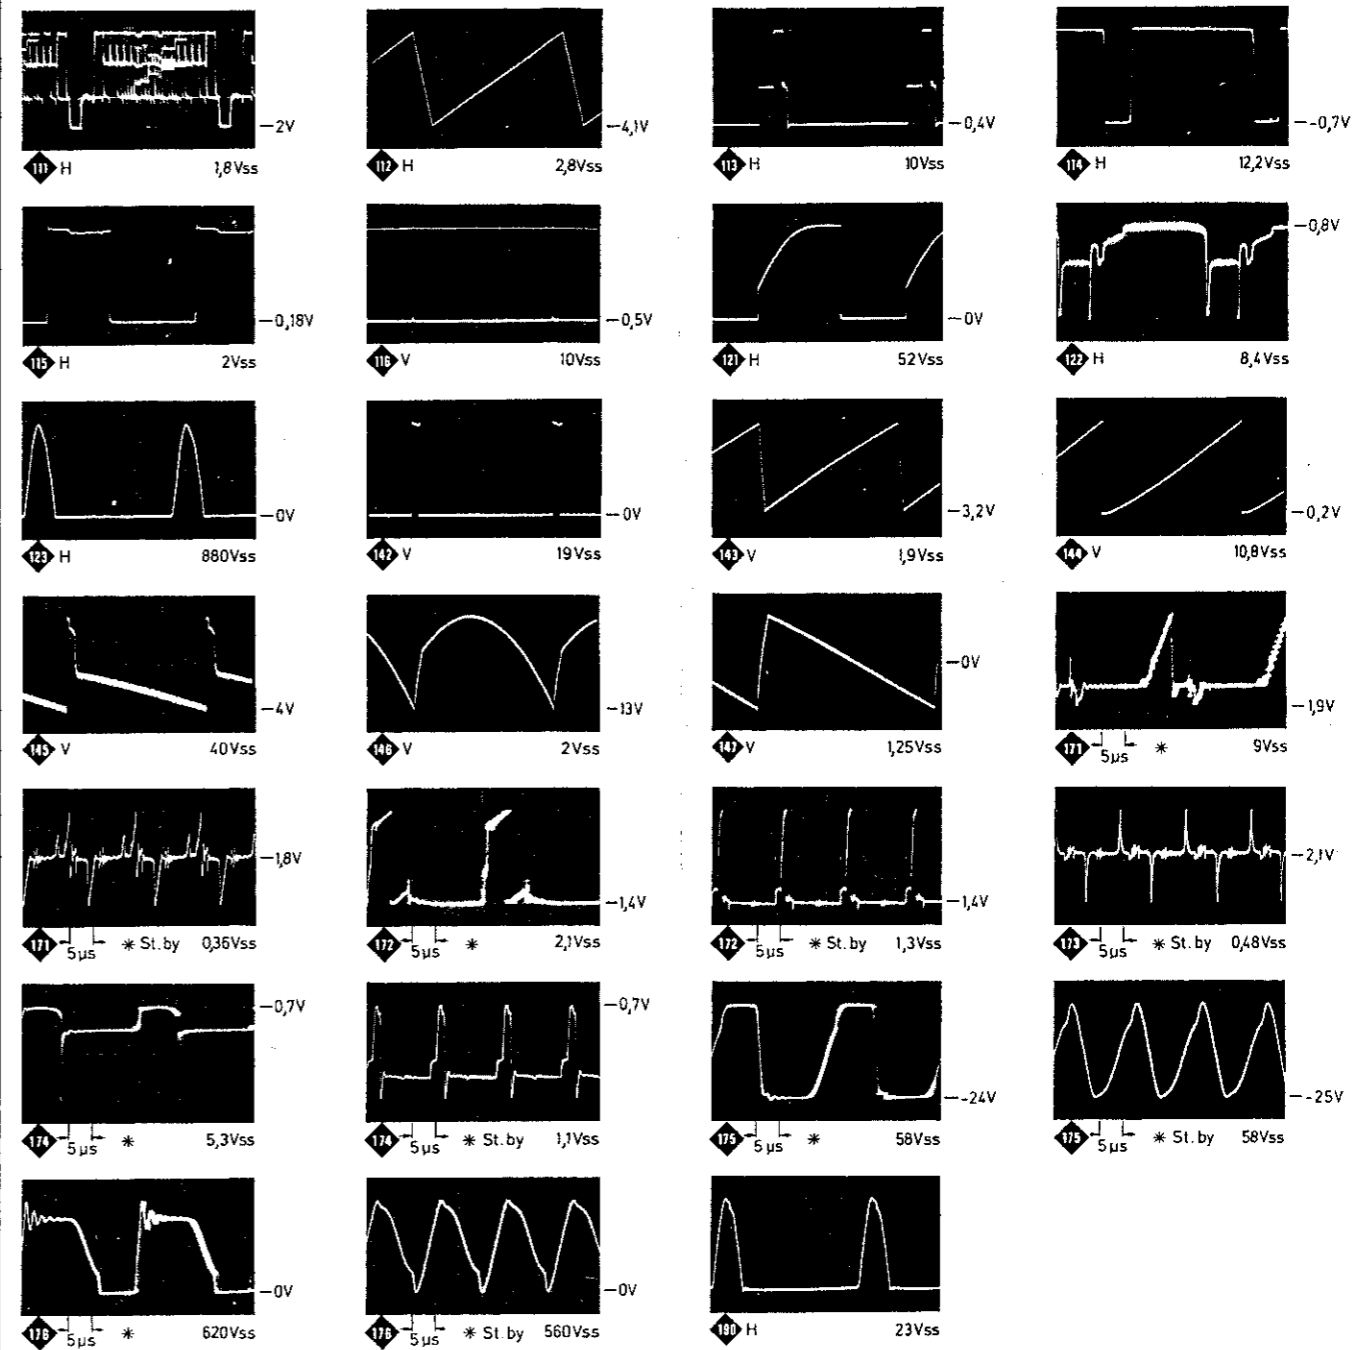 -2V
111 H 1,8Vss
-4,1V
112 H 2,8Vss
-0,4V
113 H 10Vss
--0,7V
114 H 12,2Vss
-0,18V
115 H 2Vss
-0,5V
116 V 10Vss
-0V
121 H 52Vss
-0,8V
122 H 8,4Vss
-0V
123 H 880Vss
-0V
142 V 19Vss
-3,2V
143 V 1,9Vss
-0,2V
144 V 10,8Vss
-4V
145 V 40Vss
-13V
146 V 2Vss
-0V
147 V 1,25Vss
-1,9V
171 5µs * 9Vss
-1,8V
171 5µs * St.by 0,36Vss
-1,4V
172 5µs * 2,1Vss
-1,4V
172 5µs * St.by 1,3Vss
-2,1V
173 5µs * St.by 0,48Vss
-0,7V
174 5µs * 5,3Vss
-0,7V
174 5µs * St.by 1,1Vss
--24V
175 5µs * 58Vss
--25V
175 5µs * St.by 58Vss
-0V
176 5µs * 620Vss
-0V
176 5µs * St.by 560Vss
190 H 23Vss